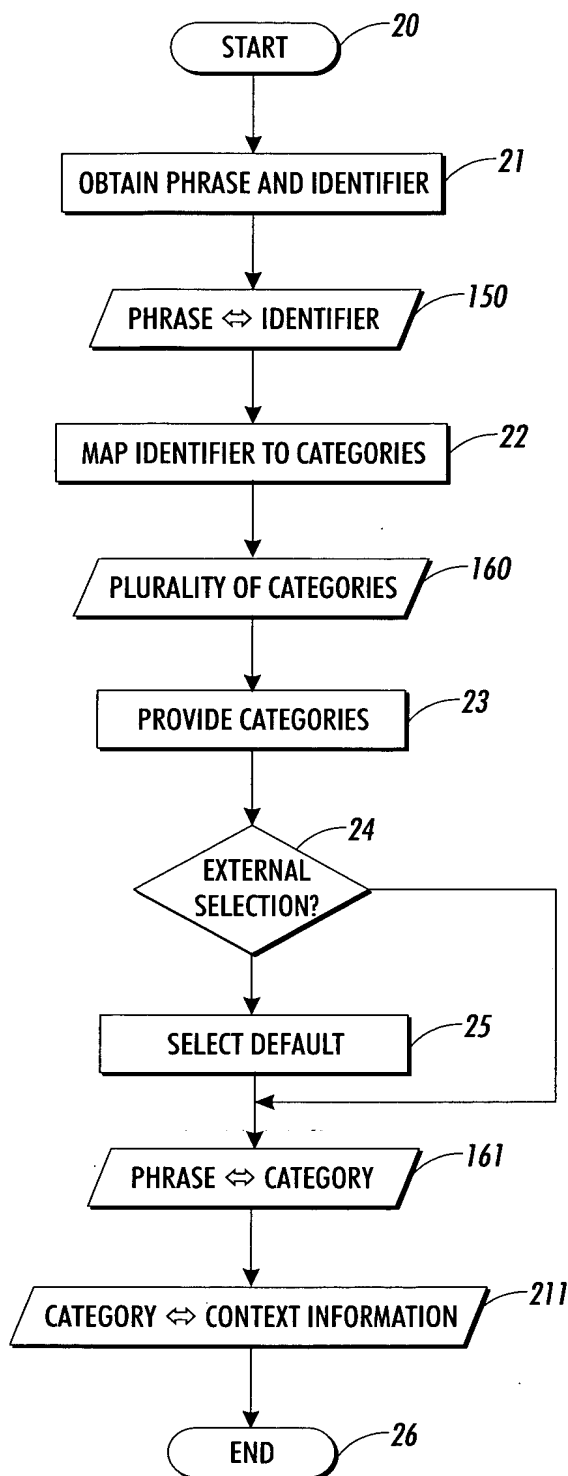 START
20
OBTAIN PHRASE AND IDENTIFIER
21
PHRASE ⇔ IDENTIFIER
150
MAP IDENTIFIER TO CATEGORIES
22
PLURALITY OF CATEGORIES
160
PROVIDE CATEGORIES
23
EXTERNAL
SELECTION?
24
SELECT DEFAULT
25
PHRASE ⇔ CATEGORY
161
CATEGORY ⇔ CONTEXT INFORMATION
211
END
26